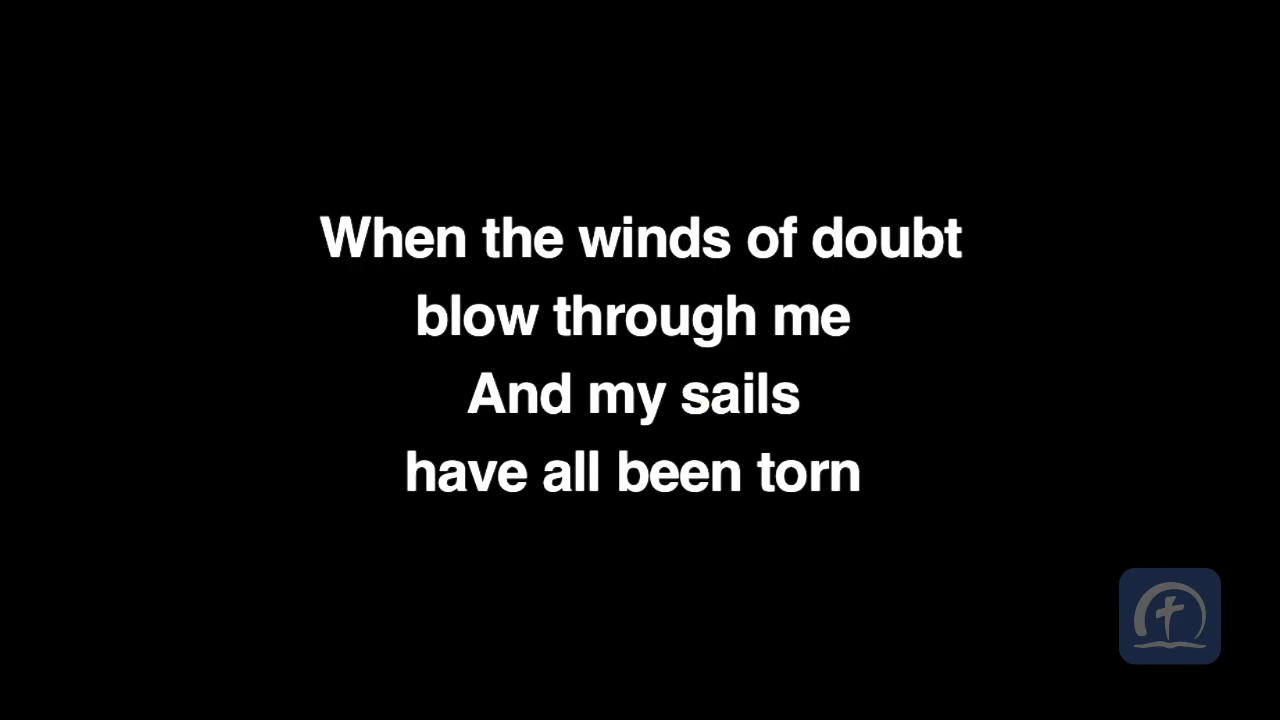 When the winds of doubt
blow through me
And my sails
have all been torn